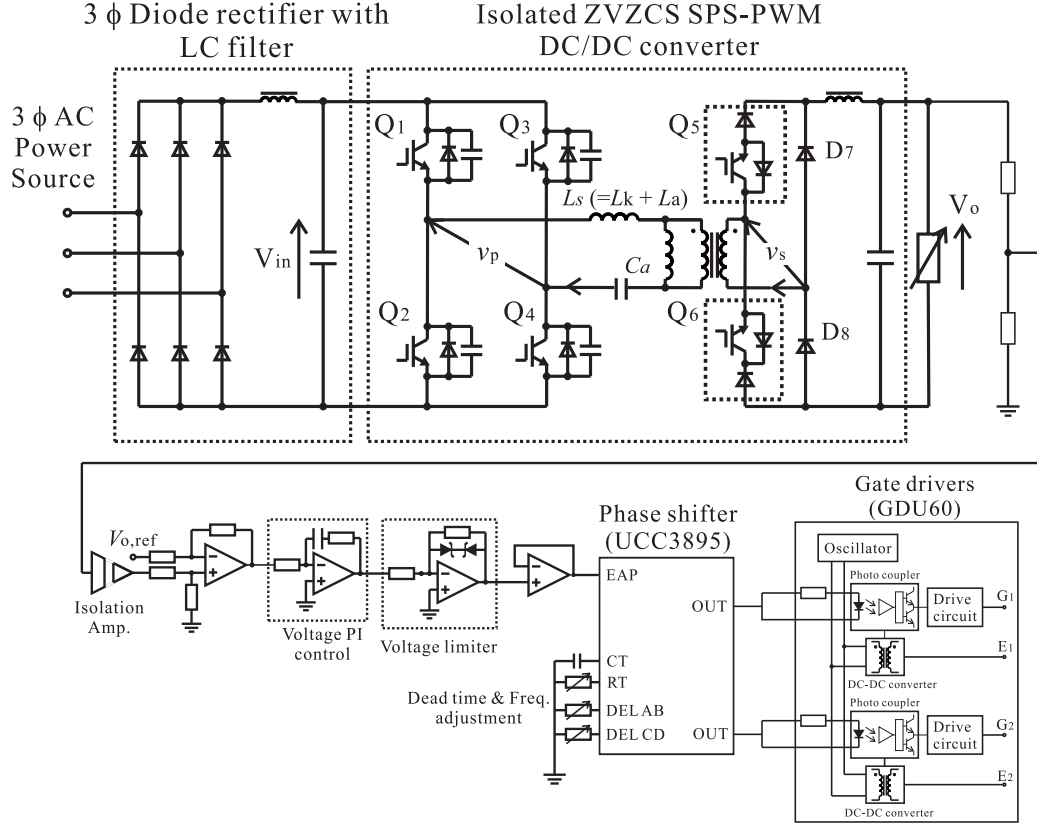 3 ϕ Diode rectifier with
LC filter
Isolated ZVZCS SPS-PWM
DC/DC converter
3 ϕ AC
Power
Source
Vin
Q1
Q3
Q5
D7
Ls (=Lk + La)
vp
Ca
vs
Vo
Q2
Q4
Q6
D8
Vo,ref
Isolation
Amp.
Voltage PI
control
Voltage limiter
Phase shifter
(UCC3895)
EAP
OUT
CT
RT
DEL AB
DEL CD
OUT
Dead time & Freq.
adjustment
Gate drivers
(GDU60)
Oscillator
Photo coupler
Drive
circuit
G1
E1
DC-DC converter
Photo coupler
Drive
circuit
G2
E2
DC-DC converter